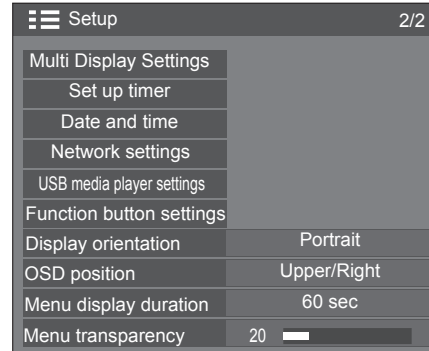 Setup 2/2
Multi Display Settings
Set up timer
Date and time
Network settings
USB media player settings
Function button settings
Display orientation Portrait
OSD position Upper/Right
Menu display duration 60 sec
Menu transparency 20